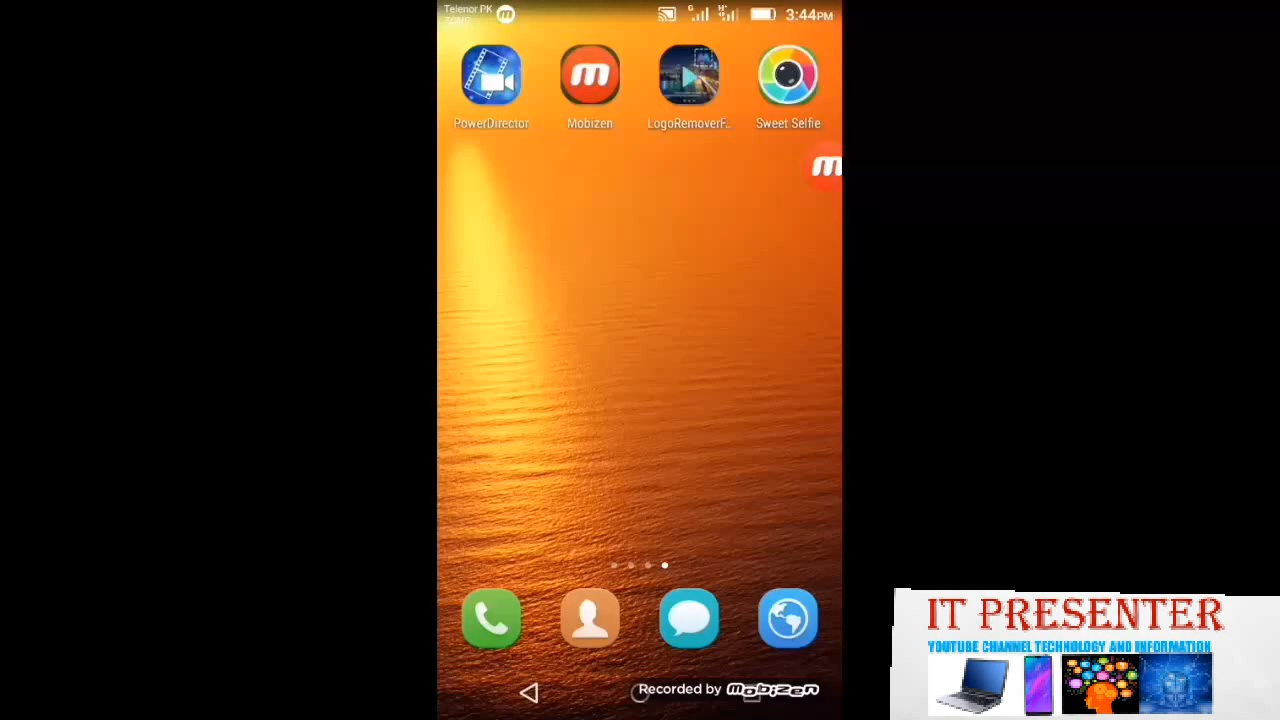 Telenor PK
ZONG
3:44PM
PowerDirector
Mobizen
LogoRemoverF..
Sweet Selfie
Recorded by Mobizen
IT PRESENTER
YOUTUBE CHANNEL TECHNOLOGY AND INFORMATION